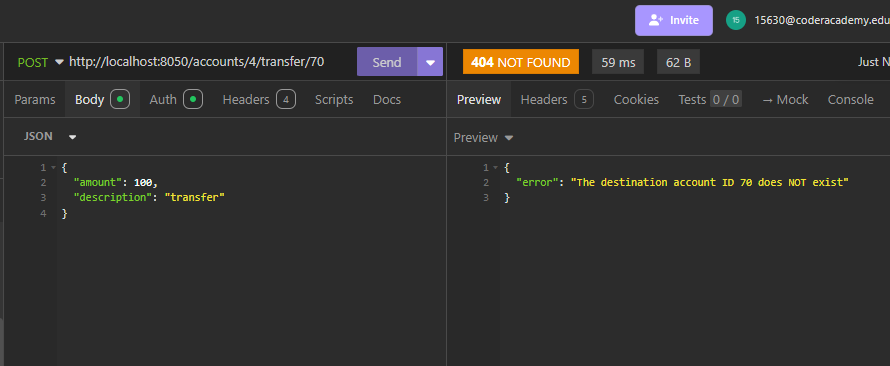 Invite
15
15630@coderacademy.edu
POST http://localhost:8050/accounts/4/transfer/70 Send
404 NOT FOUND 59 ms 62 B Just N
Params Body Auth Headers 4 Scripts Docs
Preview Headers 5 Cookies Tests 0 / 0 → Mock Console
JSON
Preview
1 {
2 "amount": 100,
3 "description": "transfer"
4 }
1 {
2 "error": "The destination account ID 70 does NOT exist"
3 }